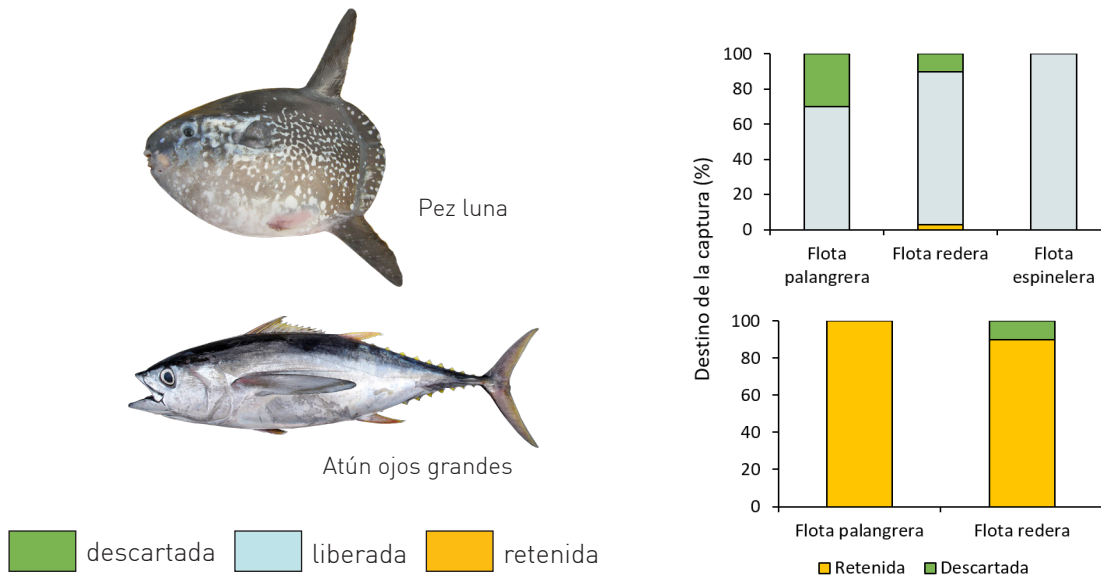 Pez luna
Atún ojos grandes
descartada liberada retenida
Destino de la captura (%)
100
80
60
40
20
0
Flota palangrera
Flota redera
Flota espinelera
100
80
60
40
20
0
Flota palangrera
Flota redera
Retenida Descartada